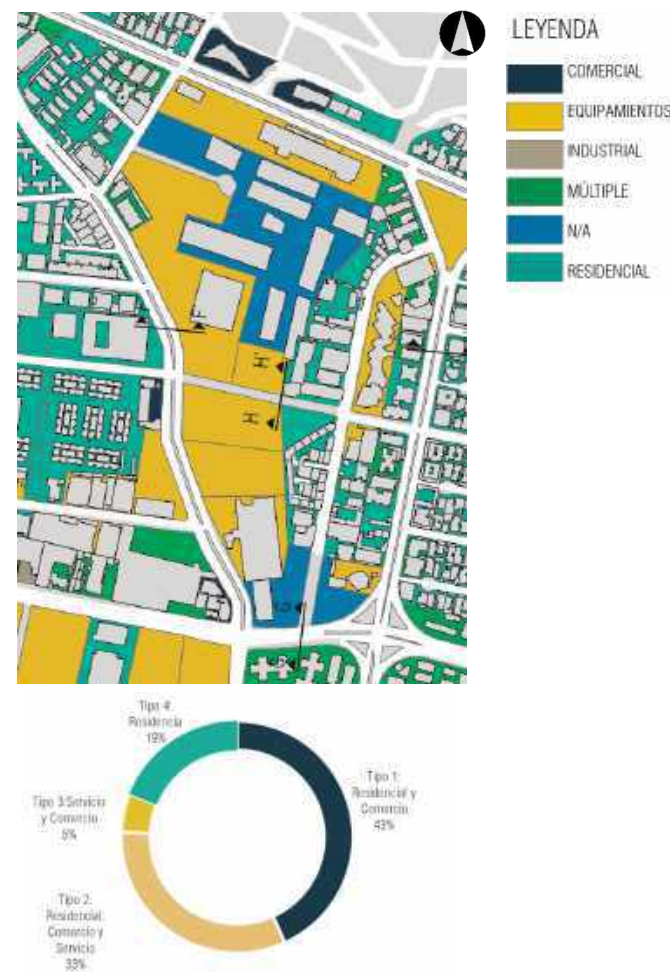 LEYENDA
COMERCIAL
EQUIPAMIENTOS
INDUSTRIAL
MÚLTIPLE
N/A
RESIDENCIAL
F'
F
H'
H
G'
Tipo 4:
Residencia
19%
Tipo 1:
Residencial y
Comercio
43%
Tipo 3:Servicio
y Comercio
5%
Tipo 2:
Residencial,
Comercio y
Servicio
33%